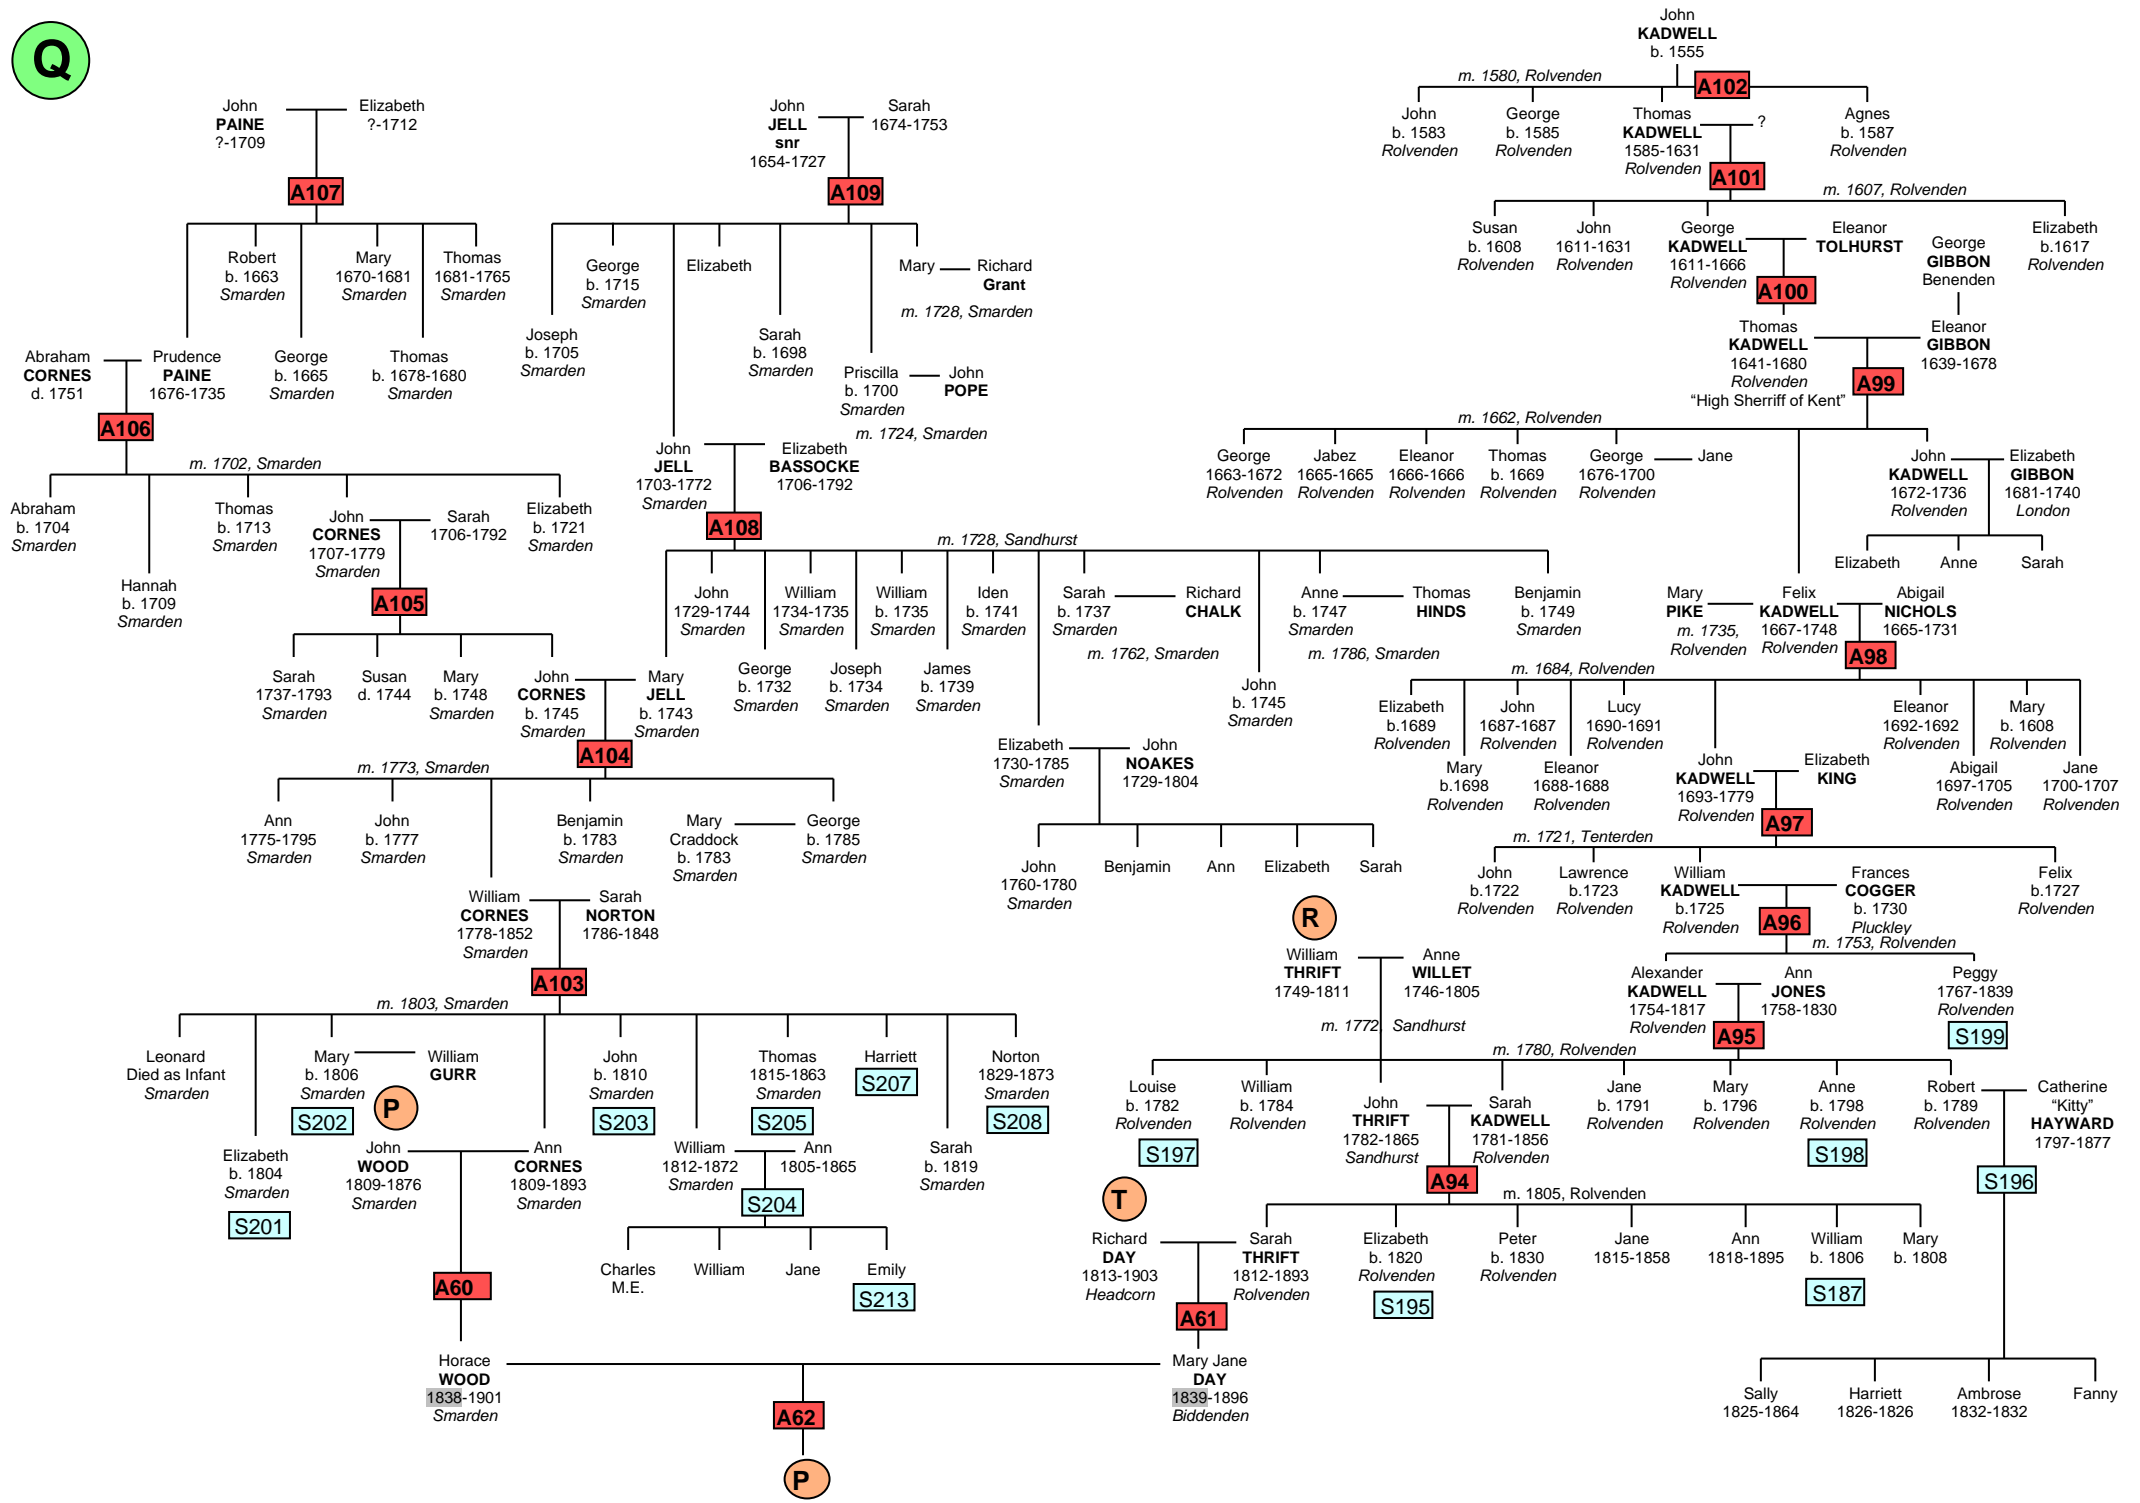 Q
John
KADWELL
b. 1555
m. 1580, Rolvenden
A102
John
PAINE
?-1709
Elizabeth
?-1712
A107
John
JELL
snr
1654-1727
Sarah
1674-1753
A109
John
b. 1583
Rolvenden
George
b. 1585
Rolvenden
Thomas
KADWELL
1585-1631
Rolvenden
?
Agnes
b. 1587
Rolvenden
A101
m. 1607, Rolvenden
Susan
b. 1608
Rolvenden
John
1611-1631
Rolvenden
George
KADWELL
1611-1666
Rolvenden
Eleanor
TOLHURST
George
GIBBON
Benenden
Elizabeth
b.1617
Rolvenden
A100
Robert
b. 1663
Smarden
Mary
1670-1681
Smarden
Thomas
1681-1765
Smarden
George
b. 1715
Smarden
Elizabeth
Mary
Richard
Grant
m. 1728, Smarden
Joseph
b. 1705
Smarden
Sarah
b. 1698
Smarden
Priscilla
b. 1700
Smarden
John
POPE
m. 1724, Smarden
Abraham
CORNES
d. 1751
Prudence
PAINE
1676-1735
George
b. 1665
Smarden
Thomas
b. 1678-1680
Smarden
A106
Thomas
KADWELL
1641-1680
Rolvenden
“High Sherriff of Kent”
Eleanor
GIBBON
1639-1678
A99
m. 1662, Rolvenden
George
1663-1672
Rolvenden
Jabez
1665-1665
Rolvenden
Eleanor
1666-1666
Rolvenden
Thomas
b. 1669
Rolvenden
George
1676-1700
Rolvenden
Jane
John
KADWELL
1672-1736
Rolvenden
Elizabeth
GIBBON
1681-1740
London
Elizabeth
Anne
Sarah
John
JELL
1703-1772
Smarden
Elizabeth
BASSOCKE
1706-1792
A108
m. 1728, Sandhurst
m. 1702, Smarden
Abraham
b. 1704
Smarden
Hannah
b. 1709
Smarden
Thomas
b. 1713
Smarden
John
CORNES
1707-1779
Smarden
Sarah
1706-1792
Elizabeth
b. 1721
Smarden
A105
John
1729-1744
Smarden
William
1734-1735
Smarden
William
b. 1735
Smarden
Iden
b. 1741
Smarden
Sarah
b. 1737
Smarden
Richard
CHALK
m. 1762, Smarden
Anne
b. 1747
Smarden
Thomas
HINDS
m. 1786, Smarden
Benjamin
b. 1749
Smarden
Mary
PIKE
m. 1735,
Rolvenden
Felix
KADWELL
1667-1748
Rolvenden
Abigail
NICHOLS
1665-1731
A98
m. 1684, Rolvenden
Sarah
1737-1793
Smarden
Susan
d. 1744
Mary
b. 1748
Smarden
John
CORNES
b. 1745
Smarden
Mary
JELL
b. 1743
Smarden
George
b. 1732
Smarden
Joseph
b. 1734
Smarden
James
b. 1739
Smarden
John
b. 1745
Smarden
A104
m. 1773, Smarden
Elizabeth
1730-1785
Smarden
John
NOAKES
1729-1804
Elizabeth
b.1689
Rolvenden
John
1687-1687
Rolvenden
Lucy
1690-1691
Rolvenden
Eleanor
1692-1692
Rolvenden
Mary
b. 1608
Rolvenden
Mary
b.1698
Rolvenden
Eleanor
1688-1688
Rolvenden
John
KADWELL
1693-1779
Rolvenden
Elizabeth
KING
Abigail
1697-1705
Rolvenden
Jane
1700-1707
Rolvenden
A97
m. 1721, Tenterden
Ann
1775-1795
Smarden
John
b. 1777
Smarden
Benjamin
b. 1783
Smarden
Mary
Craddock
b. 1783
Smarden
George
b. 1785
Smarden
John
1760-1780
Smarden
Benjamin
Ann
Elizabeth
Sarah
John
b.1722
Rolvenden
Lawrence
b.1723
Rolvenden
William
KADWELL
b.1725
Rolvenden
Frances
COGGER
b. 1730
Pluckley
Felix
b.1727
Rolvenden
A96
m. 1753, Rolvenden
William
CORNES
1778-1852
Smarden
Sarah
NORTON
1786-1848
A103
m. 1803, Smarden
R
William
THRIFT
1749-1811
Anne
WILLET
1746-1805
m. 1772, Sandhurst
Alexander
KADWELL
1754-1817
Rolvenden
Ann
JONES
1758-1830
Peggy
1767-1839
Rolvenden
S199
A95
m. 1780, Rolvenden
Leonard
Died as Infant
Smarden
Mary
b. 1806
Smarden
S202
William
GURR
P
John
b. 1810
Smarden
S203
Thomas
1815-1863
Smarden
S205
Harriett
S207
Norton
1829-1873
Smarden
S208
Louise
b. 1782
Rolvenden
S197
William
b. 1784
Rolvenden
John
THRIFT
1782-1865
Sandhurst
Sarah
KADWELL
1781-1856
Rolvenden
Jane
b. 1791
Rolvenden
Mary
b. 1796
Rolvenden
Anne
b. 1798
Rolvenden
S198
Robert
b. 1789
Rolvenden
Catherine
“Kitty”
HAYWARD
1797-1877
S196
Elizabeth
b. 1804
Smarden
S201
John
WOOD
1809-1876
Smarden
Ann
CORNES
1809-1893
Smarden
William
1812-1872
Smarden
Ann
1805-1865
S204
Sarah
b. 1819
Smarden
A94
m. 1805, Rolvenden
T
Richard
DAY
1813-1903
Headcorn
Sarah
THRIFT
1812-1893
Rolvenden
Elizabeth
b. 1820
Rolvenden
S195
Peter
b. 1830
Rolvenden
Jane
1815-1858
Ann
1818-1895
William
b. 1806
S187
Mary
b. 1808
Charles
M.E.
William
Jane
Emily
S213
A60
A61
Horace
WOOD
1838-1901
Smarden
Mary Jane
DAY
1839-1896
Biddenden
A62
P
Sally
1825-1864
Harriett
1826-1826
Ambrose
1832-1832
Fanny